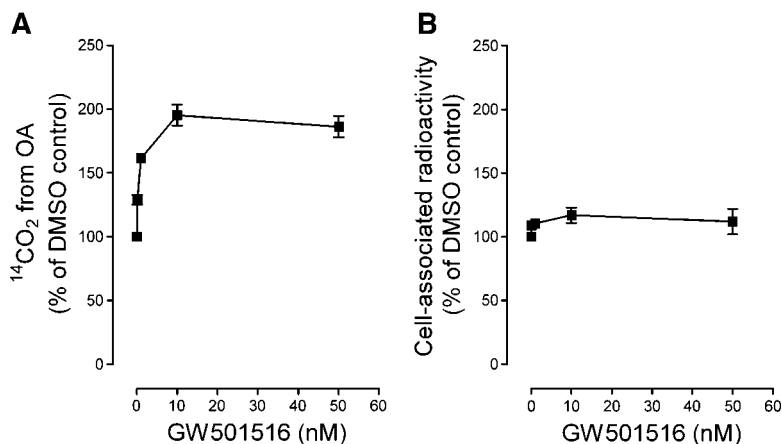 A
250
200
150
100
50
0
¹⁴CO₂ from OA
(% of DMSO control)
0 10 20 30 40 50 60
GW501516 (nM)
B
250
200
150
100
50
0
Cell-associated radioactivity
(% of DMSO control)
0 10 20 30 40 50 60
GW501516 (nM)